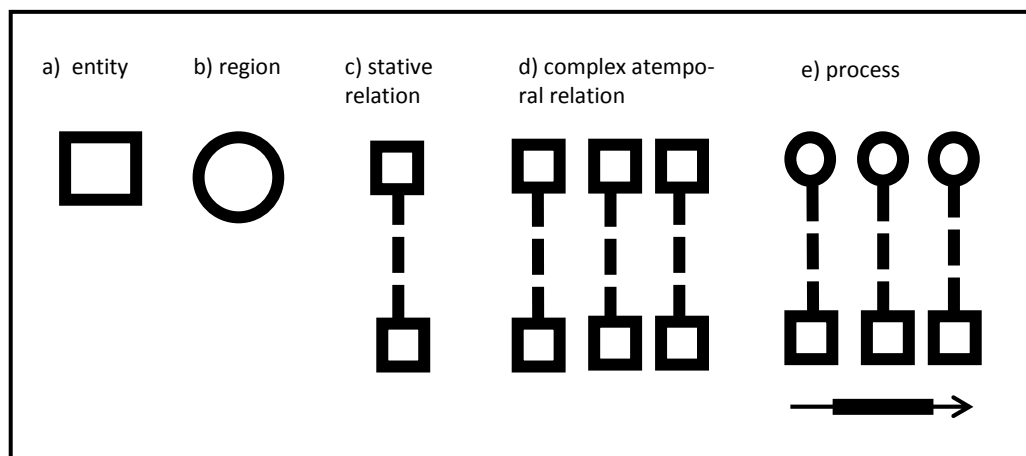 a) entity
b) region
c) stative
relation
d) complex atempo-
ral relation
e) process